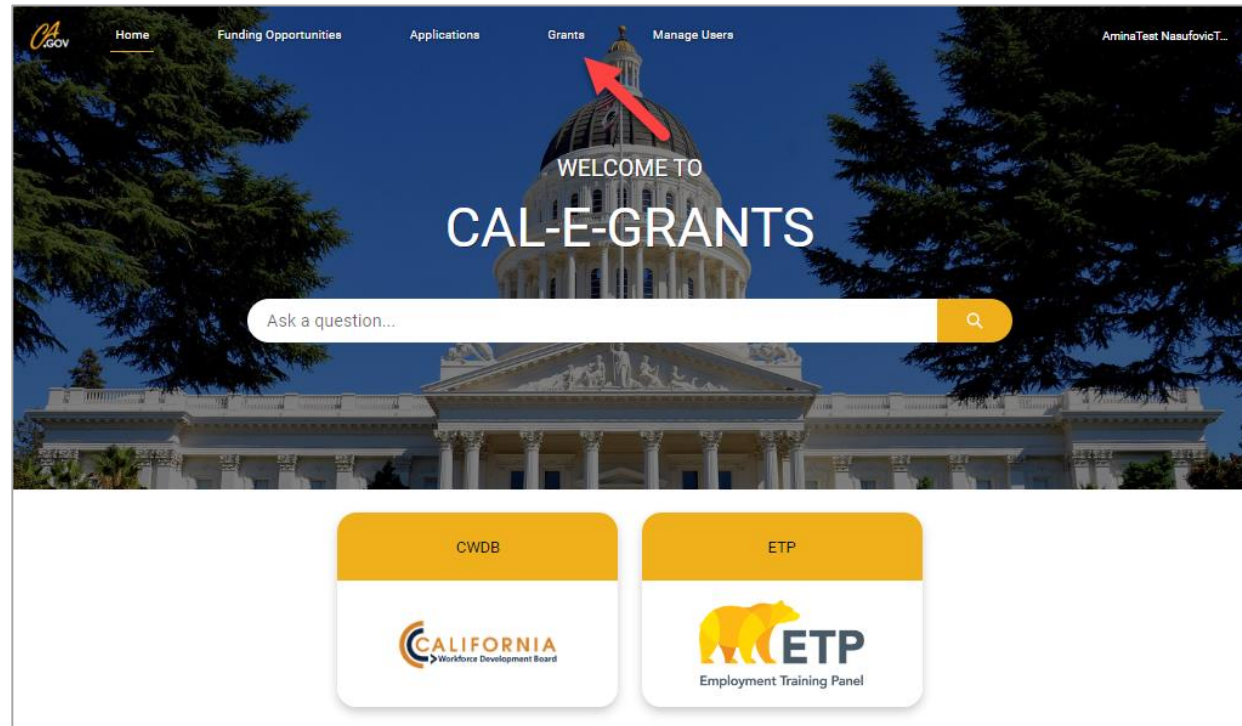 CA.GOV Home Funding Opportunities Applications Grants Manage Users AminaTest NasufovicT...
WELCOME TO
CAL-E-GRANTS
Ask a question...
CWDB
ETP
CALIFORNIA
Workforce Development Board
ETP
Employment Training Panel